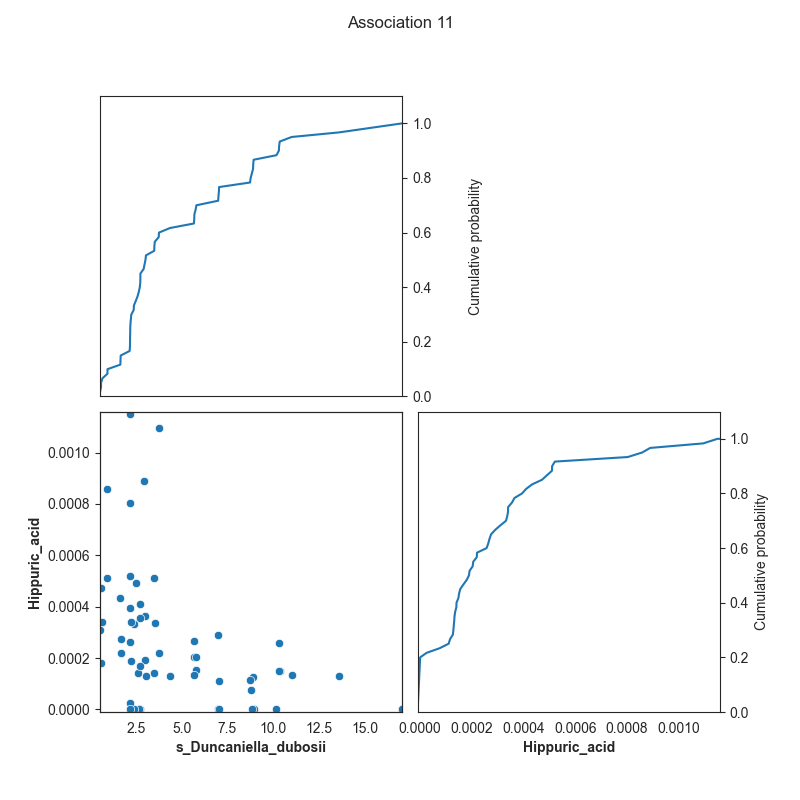 Association 11
1.0
0.8
0.6
0.4
0.2
0.0
Cumulative probability
0.0010
0.0008
0.0006
0.0004
0.0002
0.0000
Hippuric_acid
2.5 5.0 7.5 10.0 12.5 15.0
s_Duncaniella_dubosii
1.0
0.8
0.6
0.4
0.2
0.0
Cumulative probability
0.0000 0.0002 0.0004 0.0006 0.0008 0.0010
Hippuric_acid